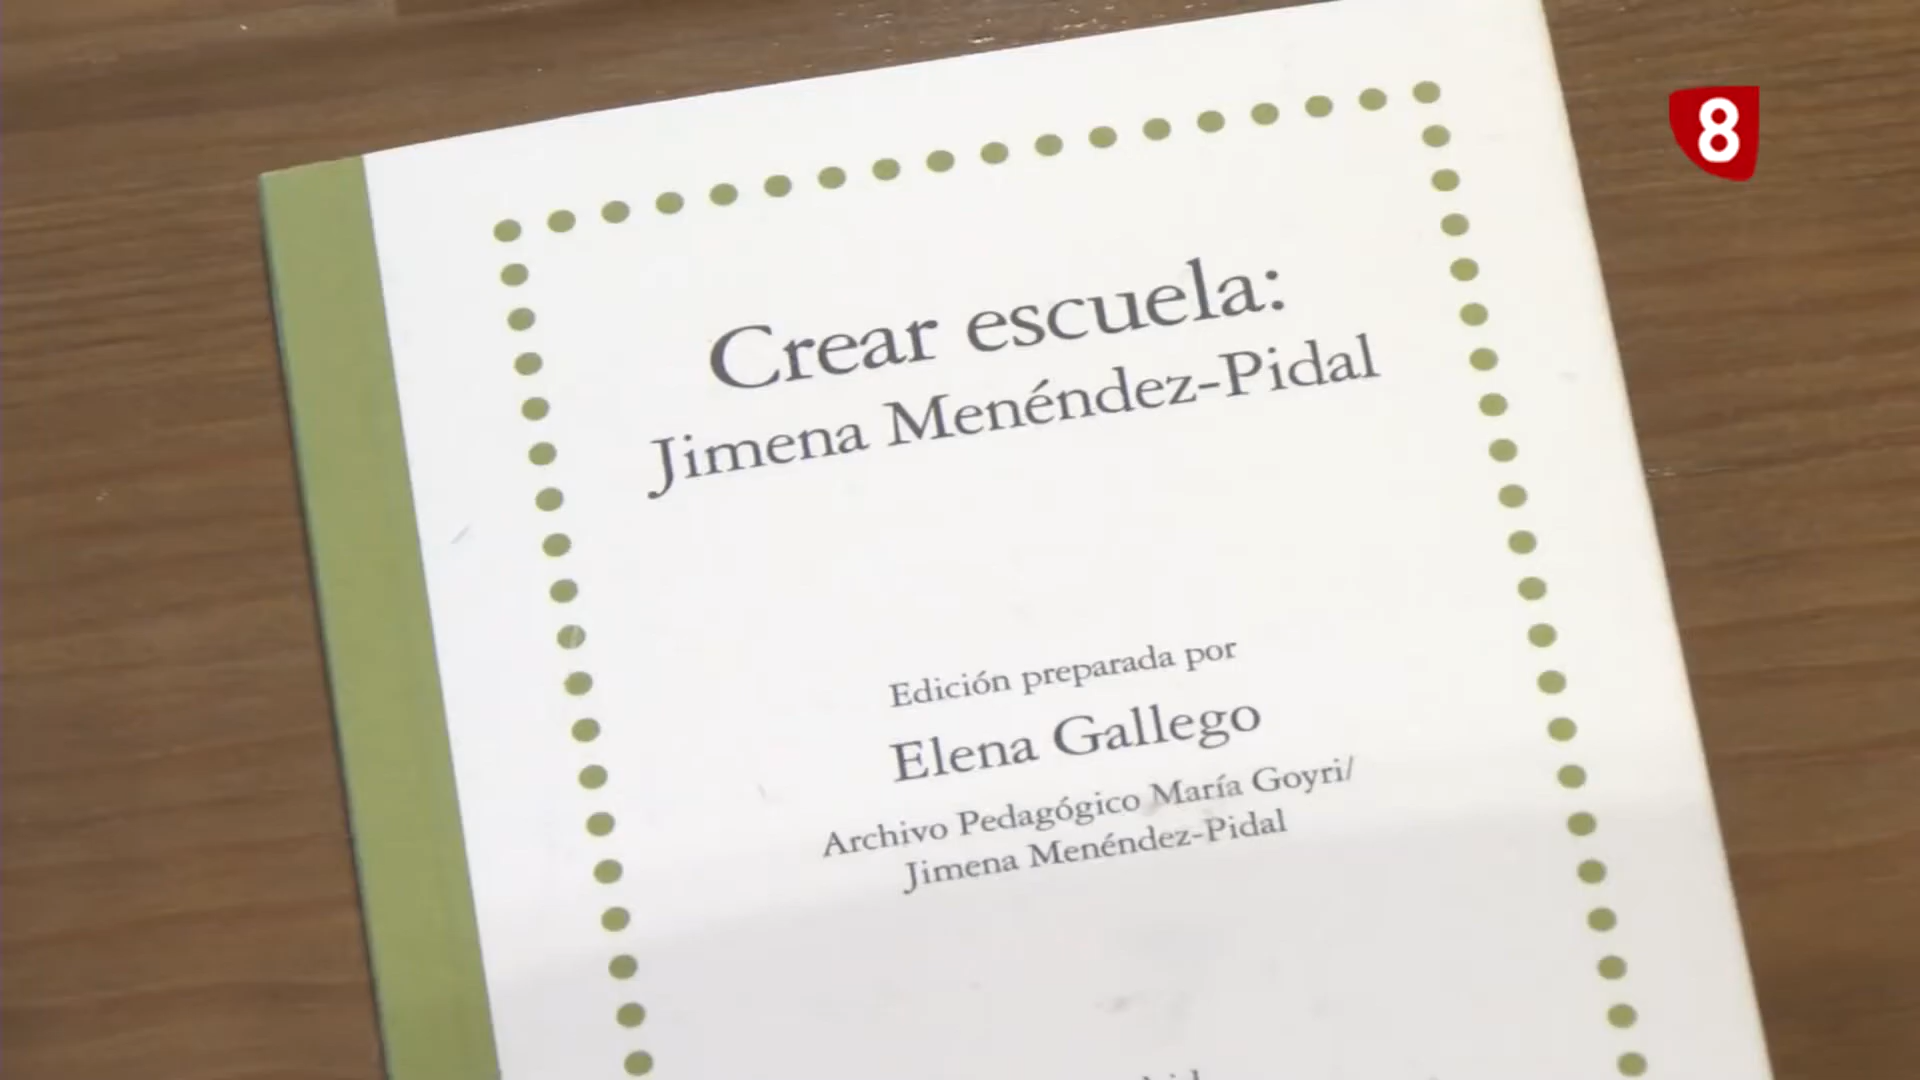 8
Crear escuela:
Jimena Menéndez-Pidal
Edición preparada por
Elena Gallego
Archivo Pedagógico María Goyri/
Jimena Menéndez-Pidal